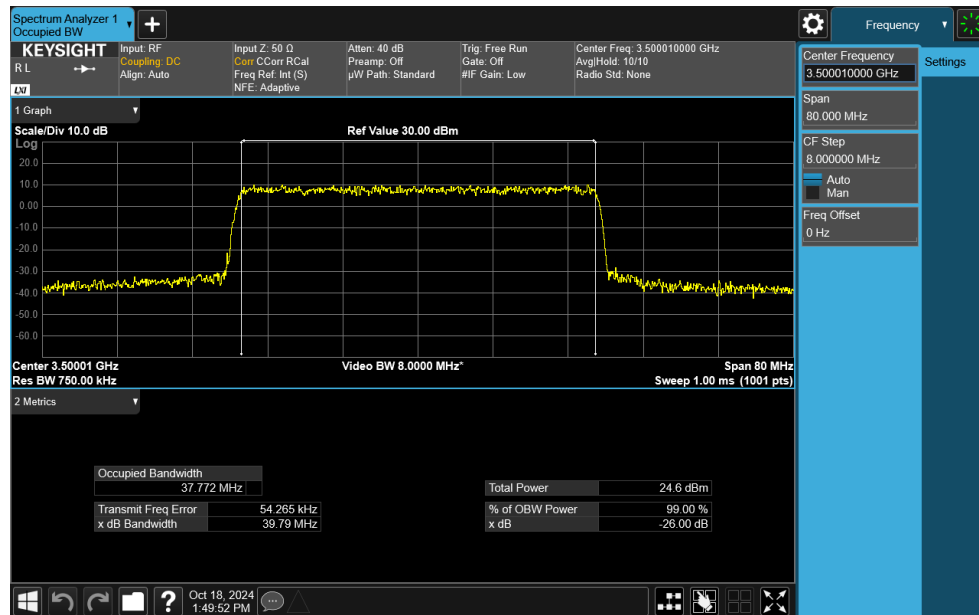 Spectrum Analyzer 1
Occupied BW
Frequency
KEYSIGHT
R L
LXI
Input: RF
Coupling: DC
Align: Auto
Input Z: 50 Ω
Corr CCorr RCal
Freq Ref: Int (S)
NFE: Adaptive
Atten: 40 dB
Preamp: Off
µW Path: Standard
Trig: Free Run
Gate: Off
#IF Gain: Low
Center Freq: 3.500010000 GHz
Avg|Hold: 10/10
Radio Std: None
Center Frequency
3.500010000 GHz
Settings
Span
80.000 MHz
CF Step
8.000000 MHz
Auto
Man
Freq Offset
0 Hz
1 Graph
Scale/Div 10.0 dB
Ref Value 30.00 dBm
Log
20.0
10.0
0.00
-10.0
-20.0
-30.0
-40.0
-50.0
-60.0
Center 3.50001 GHz
Video BW 8.0000 MHz*
Span 80 MHz
Res BW 750.00 kHz
Sweep 1.00 ms (1001 pts)
2 Metrics
Occupied Bandwidth
37.772 MHz
Total Power 24.6 dBm
Transmit Freq Error 54.265 kHz
% of OBW Power 99.00 %
x dB Bandwidth 39.79 MHz
x dB -26.00 dB
?
Oct 18, 2024
1:49:52 PM